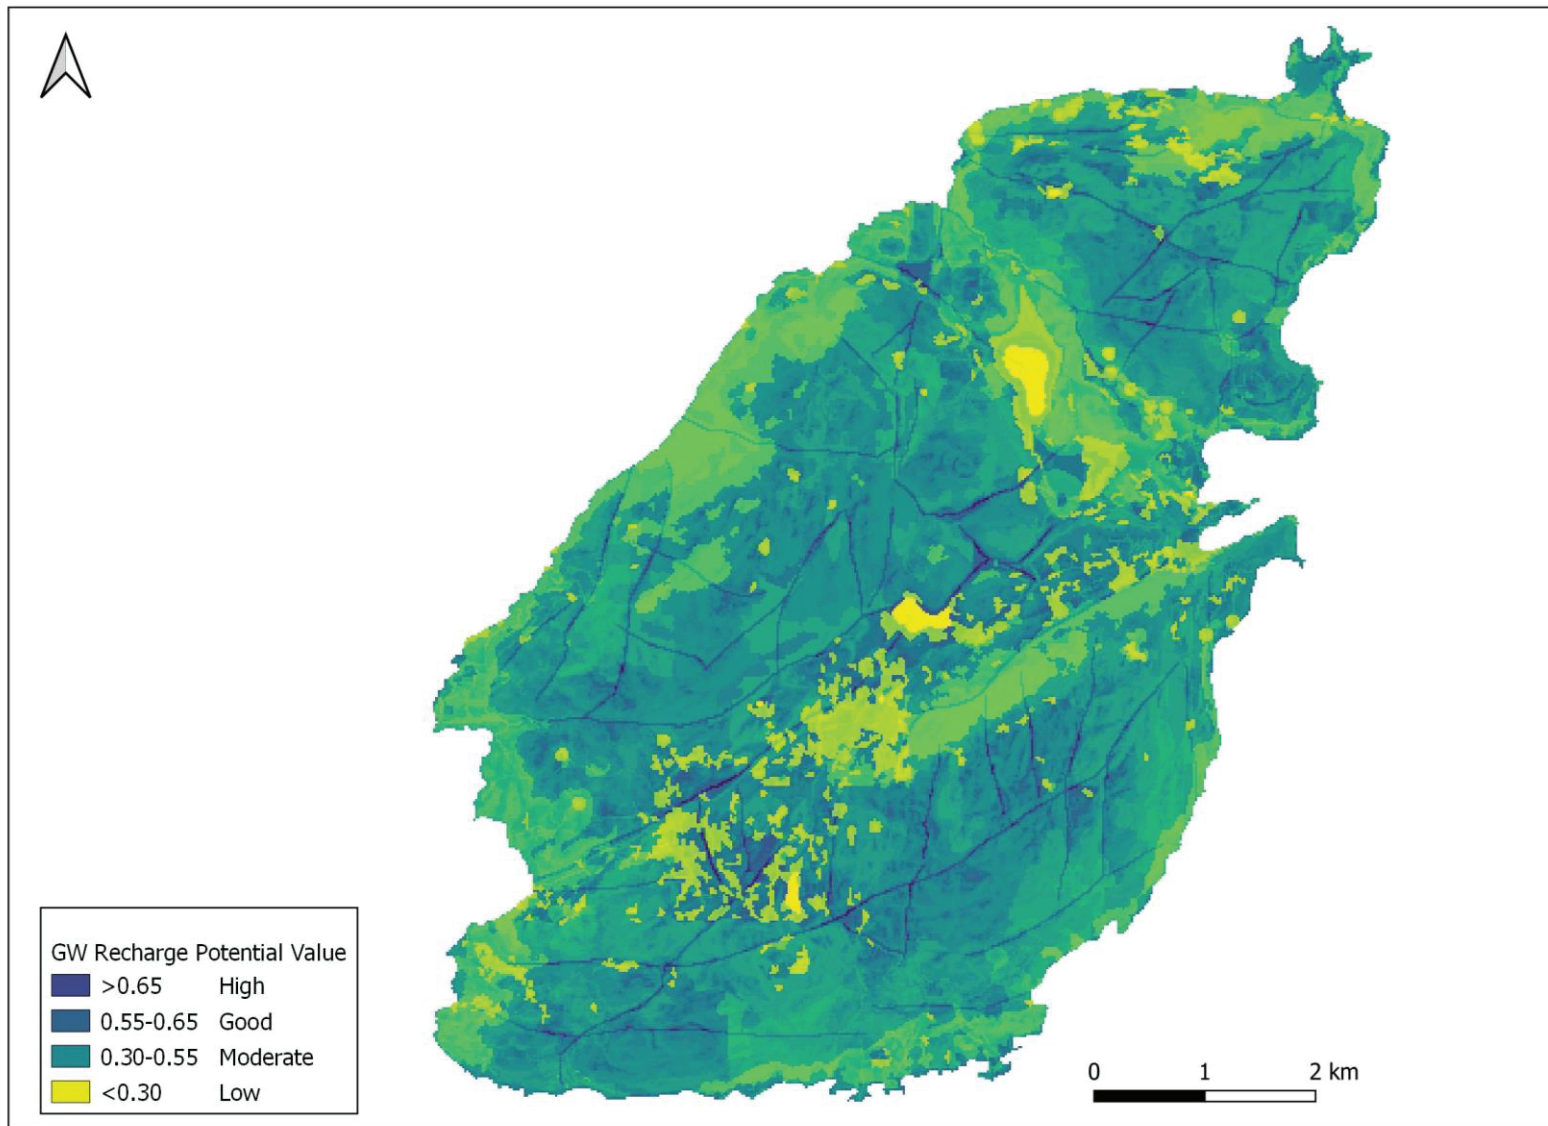 GW Recharge Potential Value
>0.65 High
0.55-0.65 Good
0.30-0.55 Moderate
<0.30 Low
0 1 2 km